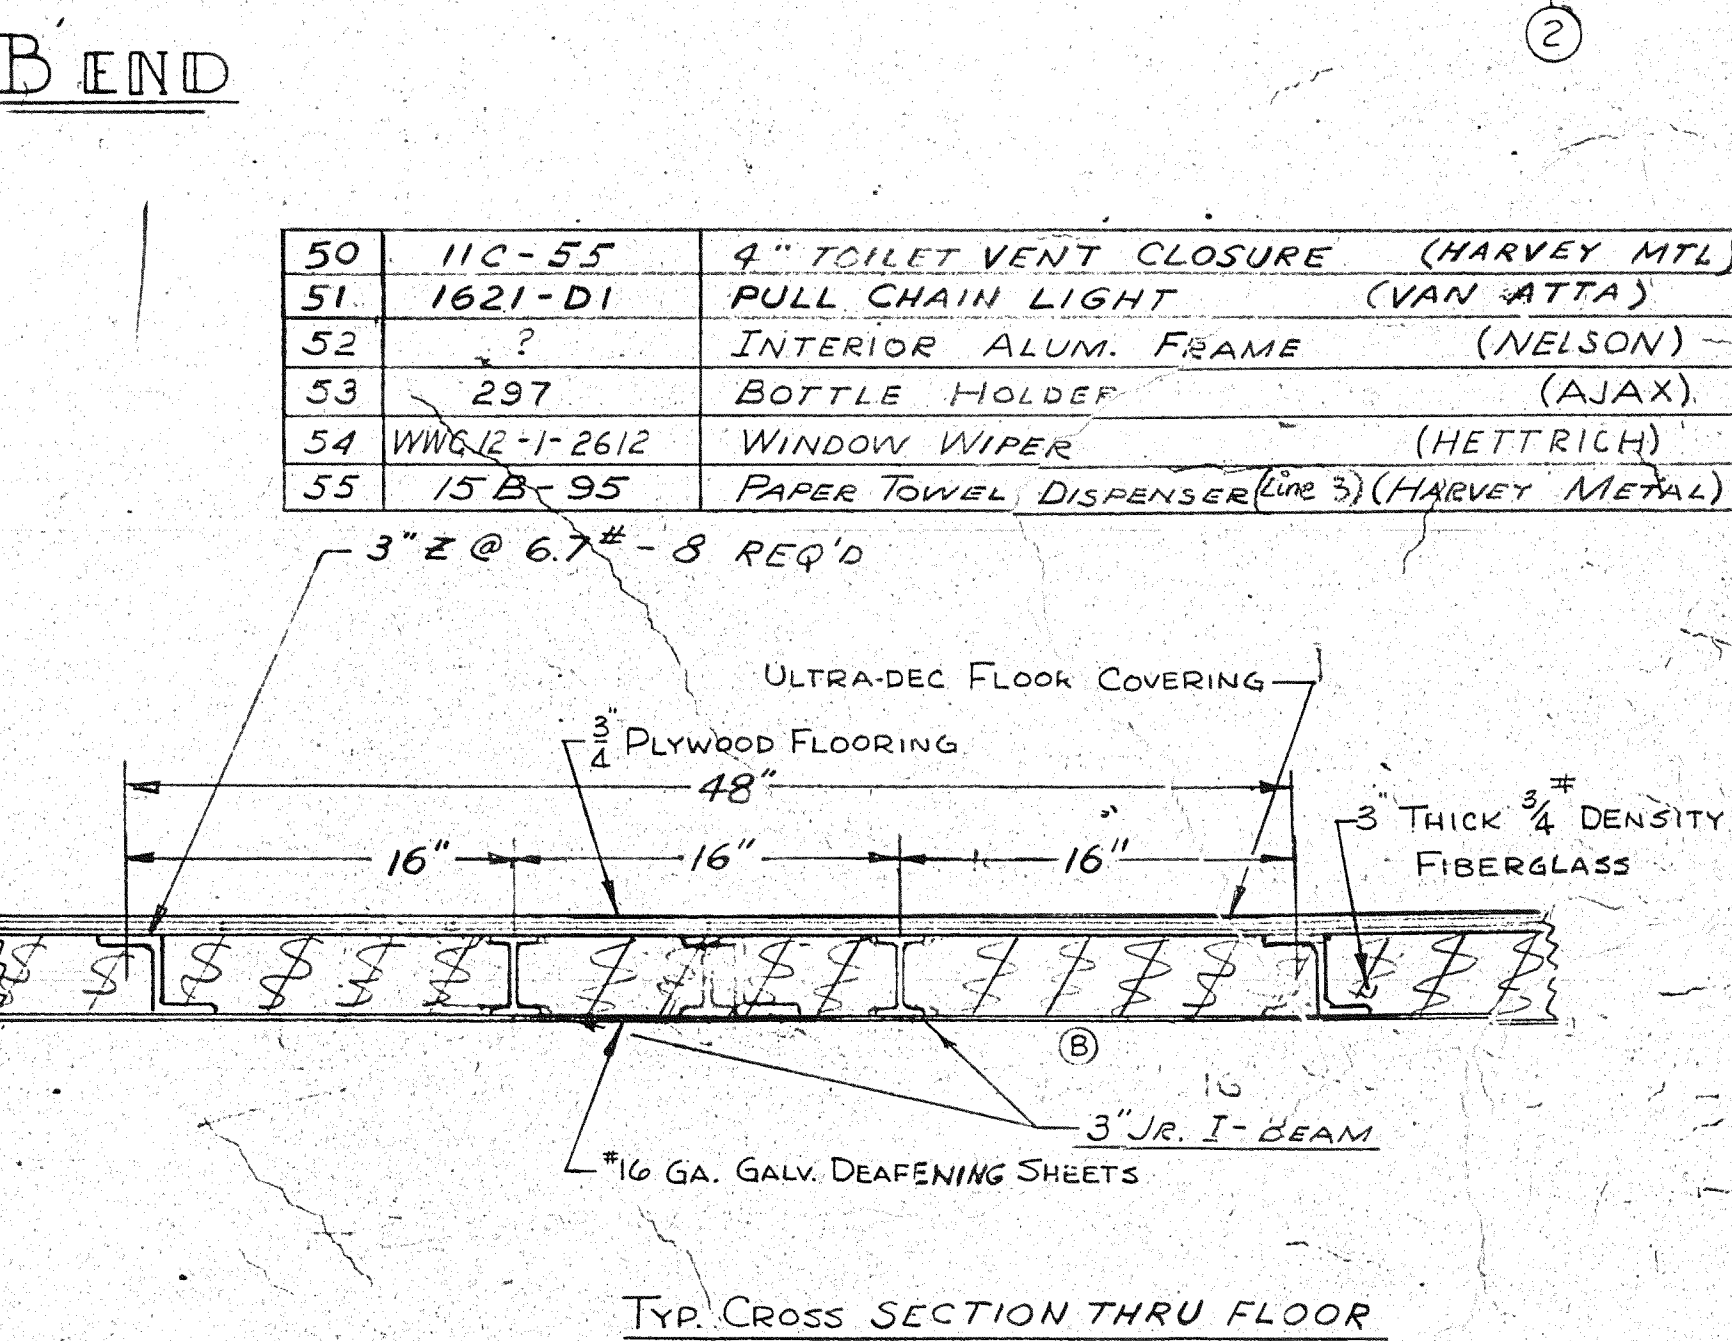 2
B END
50 11C-55 4" TOILET VENT CLOSURE (HARVEY MTL)
51 1621-D1 PULL CHAIN LIGHT (VAN ATTA)
52 ? INTERIOR ALUM. FRAME (NELSON)
53 297 BOTTLE HOLDER (AJAX)
54 WWC12-1-2612 WINDOW WIPER (HETTRICH)
55 15B-95 PAPER TOWEL DISPENSER (Line 3) (HARVEY METAL)
3" Z @ 6.7# - 8 REQ'D
ULTRA-DEC FLOOR COVERING
3/4" PLYWOOD FLOORING
48"
3" THICK 3/4# DENSITY
FIBERGLASS
16" 16" 16"
B
16
3" JR. I-BEAM
#16 GA. GALV. DEAFENING SHEETS
TYP. CROSS SECTION THRU FLOOR